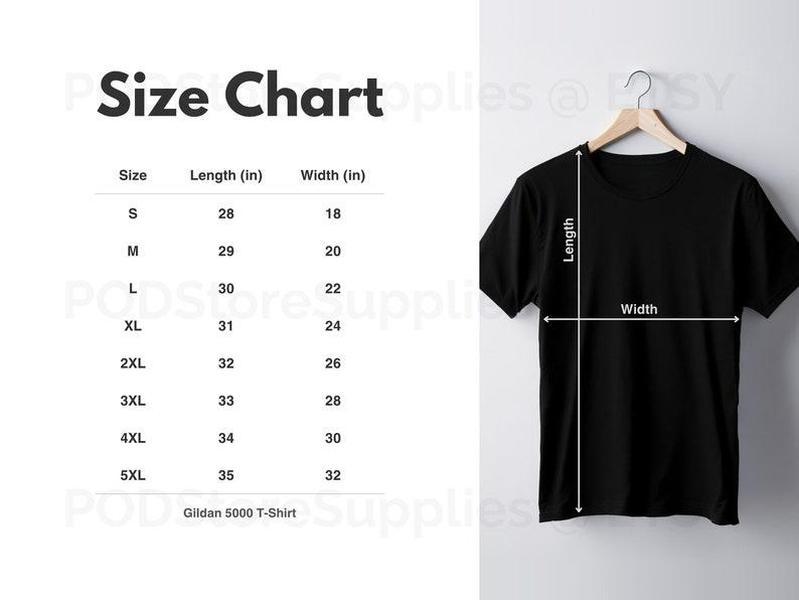 Size Chart
PODStoreSupplies @ ETSY
Size Length (in) Width (in)
S 28 18
M 29 20
L 30 22
XL 31 24
2XL 32 26
3XL 33 28
4XL 34 30
5XL 35 32
Gildan 5000 T-Shirt
PODStoreSupplies
PODStoreSupplies @ ETSY
Length
Width